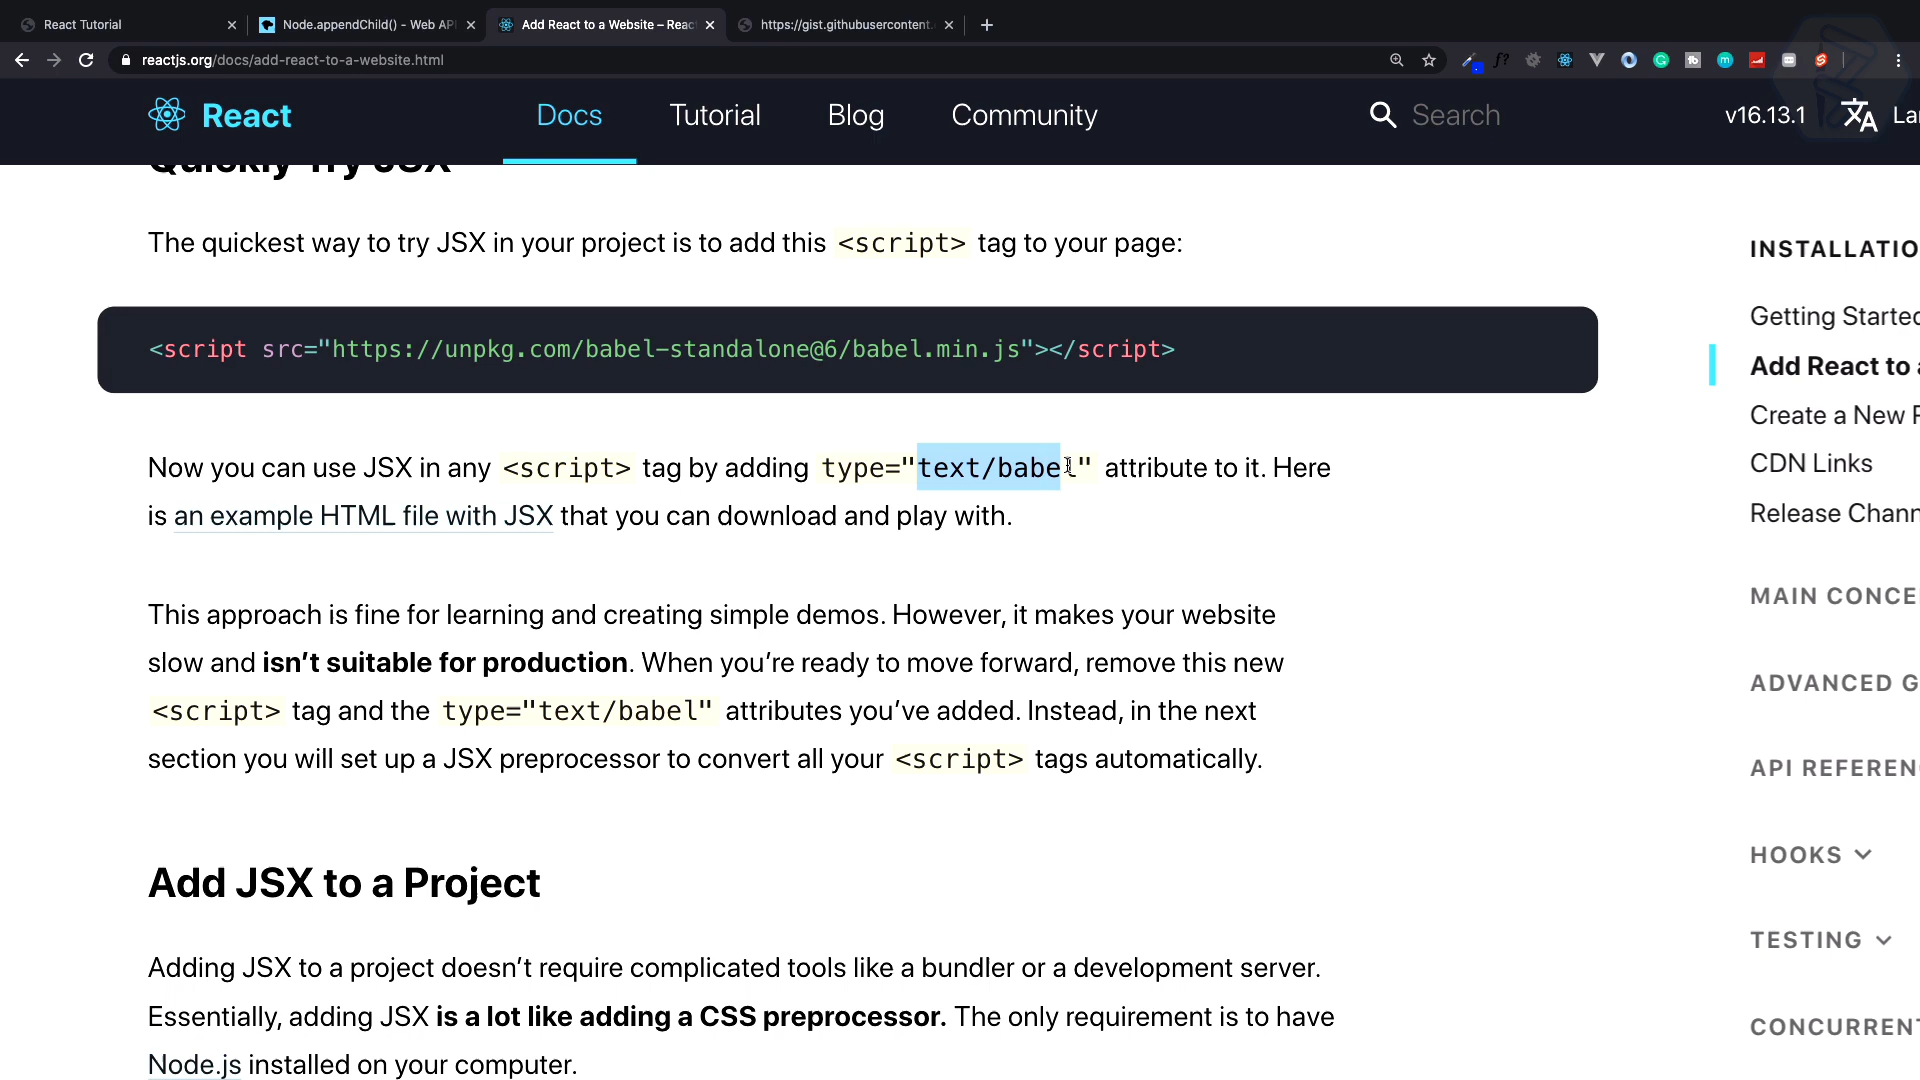 React Tutorial
Node.appendChild() - Web AP
Add React to a Website – Reac
https://gist.githubusercontent.
reactjs.org/docs/add-react-to-a-website.html
React
Docs
Tutorial
Blog
Community
Search
v16.13.1
Quickly Try JSX
The quickest way to try JSX in your project is to add this <script> tag to your page:
<script src="https://unpkg.com/babel-standalone@6/babel.min.js"></script>
Now you can use JSX in any <script> tag by adding type="text/babel" attribute to it. Here
is an example HTML file with JSX that you can download and play with.
This approach is fine for learning and creating simple demos. However, it makes your website
slow and isn’t suitable for production. When you’re ready to move forward, remove this new
<script> tag and the type="text/babel" attributes you’ve added. Instead, in the next
section you will set up a JSX preprocessor to convert all your <script> tags automatically.
Add JSX to a Project
Adding JSX to a project doesn’t require complicated tools like a bundler or a development server.
Essentially, adding JSX is a lot like adding a CSS preprocessor. The only requirement is to have
Node.js installed on your computer.
INSTALLATIO
Getting Started
Add React to a
Create a New
CDN Links
Release Chann
MAIN CONCE
ADVANCED G
API REFEREN
HOOKS
TESTING
CONCURRENT